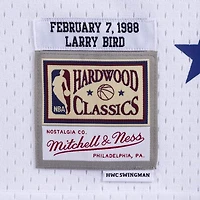 FEBRUARY 7, 1988
LARRY BIRD
HARDWOOD
NBA
CLASSICS
NOSTALGIA CO.
Mitchell & Ness
PHILADELPHIA, PA.
HWC SWINGMAN